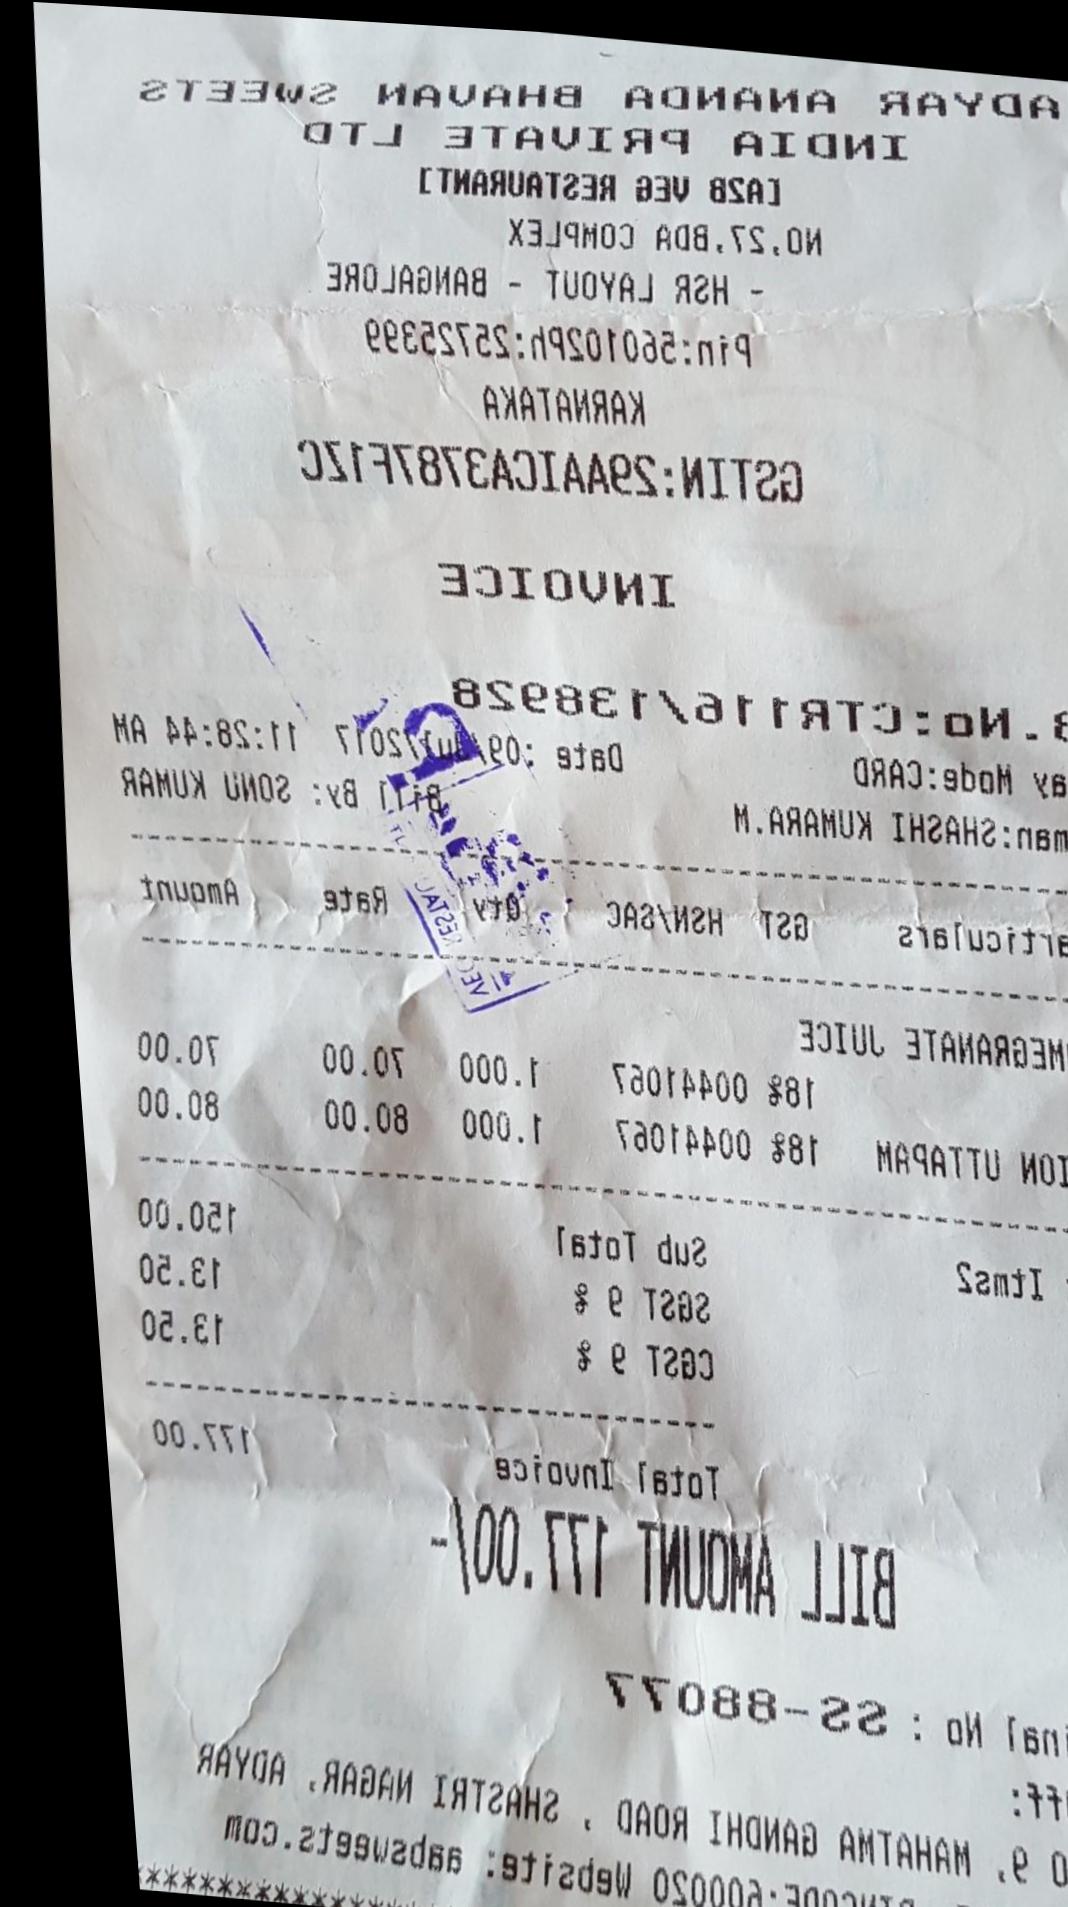 ADYAR ANANDA BHAVAN SWEETS
INDIA PRIVATE LTD
[A2B VEG RESTAURANT]
NO,27,BDA COMPLEX
- HSR LAYOUT - BANGALORE
Pin:560102Ph:25725399
KARNATAKA
GSTIN:29AAICA3787F1ZC
INVOICE
B.No:CTR116/138928
ay Mode:CARD Date :09/Jul/2017 11:28:44 AM
man:SHASHI KUMARA.M Bill By: SONU KUMAR
articulars GST HSN/SAC Qty Rate Amount
MEGRANATE JUICE
18% 00441067 1.000 70.00 70.00
ION UTTAPAM 18% 00441067 1.000 80.00 80.00
Itms2 Sub Total 150.00
SGST 9 % 13.50
CGST 9 % 13.50
Total Invoice 177.00
BILL AMOUNT 177.00/-
inal No : SS-88077
ff:
O 9, MAHATMA GANDHI ROAD , SHASTRI NAGAR, ADYAR
PINCODE:600020 Website: aabsweets.com